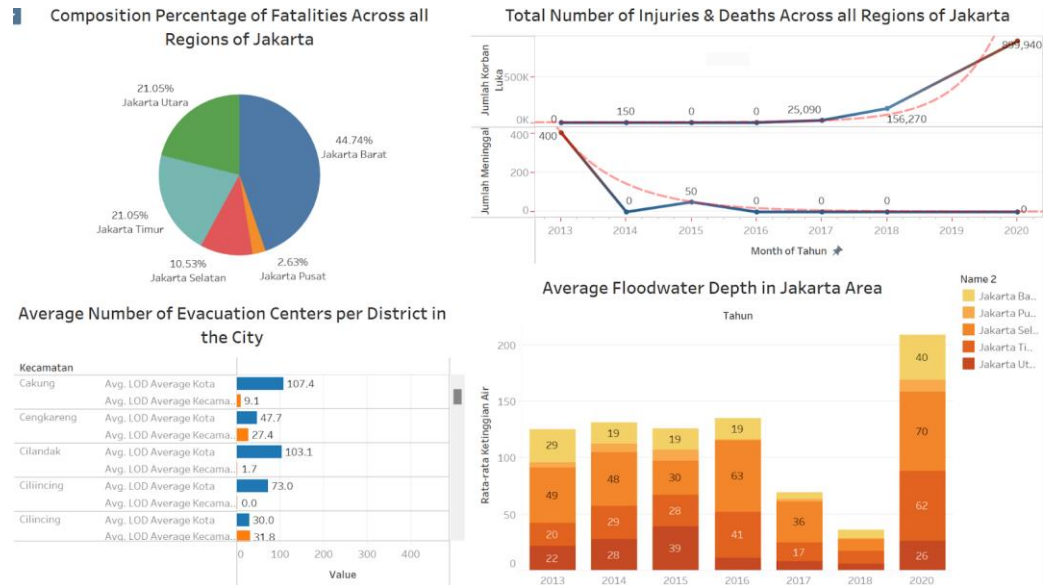 Composition Percentage of Fatalities Across all
Regions of Jakarta
21.05%
Jakarta Utara
44.74%
Jakarta Barat
21.05%
Jakarta Timur
10.53%
Jakarta Selatan
2.63%
Jakarta Pusat
Total Number of Injuries & Deaths Across all Regions of Jakarta
Jumlah Korban
Luka
500K
0K
0
150
0
0
25,090
156,270
Jumlah Meninggal
400
200
0
400
0
50
0
0
0
0
2013
2014
2015
2016
2017
2018
2019
2020
Month of Tahun
Average Number of Evacuation Centers per District in
the City
Kecamatan
Cakung
Avg. LOD Average Kota
107.4
Avg. LOD Average Kecama..
9.1
Cengkareng
Avg. LOD Average Kota
47.7
Avg. LOD Average Kecama..
27.4
Cilandak
Avg. LOD Average Kota
103.1
Avg. LOD Average Kecama..
1.7
Ciliincing
Avg. LOD Average Kota
73.0
Avg. LOD Average Kecama..
0.0
Cilincing
Avg. LOD Average Kota
30.0
Avg. LOD Average Kecama..
31.8
0
100
200
300
400
Value
Average Floodwater Depth in Jakarta Area
Tahun
Rata-rata Ketinggian Air
200
150
100
50
0
29
49
20
22
19
48
29
28
19
30
28
39
19
63
41
36
17
40
70
62
26
2013
2014
2015
2016
2017
2018
2020
Name 2
Jakarta Ba..
Jakarta Pu..
Jakarta Sel..
Jakarta Ti..
Jakarta Ut..